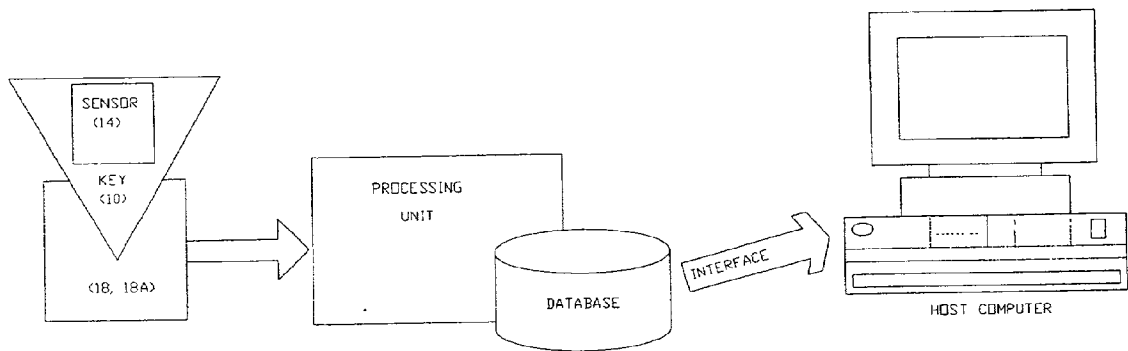 SENSOR
(14)
KEY
(10)
(18, 18A)
PROCESSING
UNIT
DATABASE
INTERFACE
HOST COMPUTER